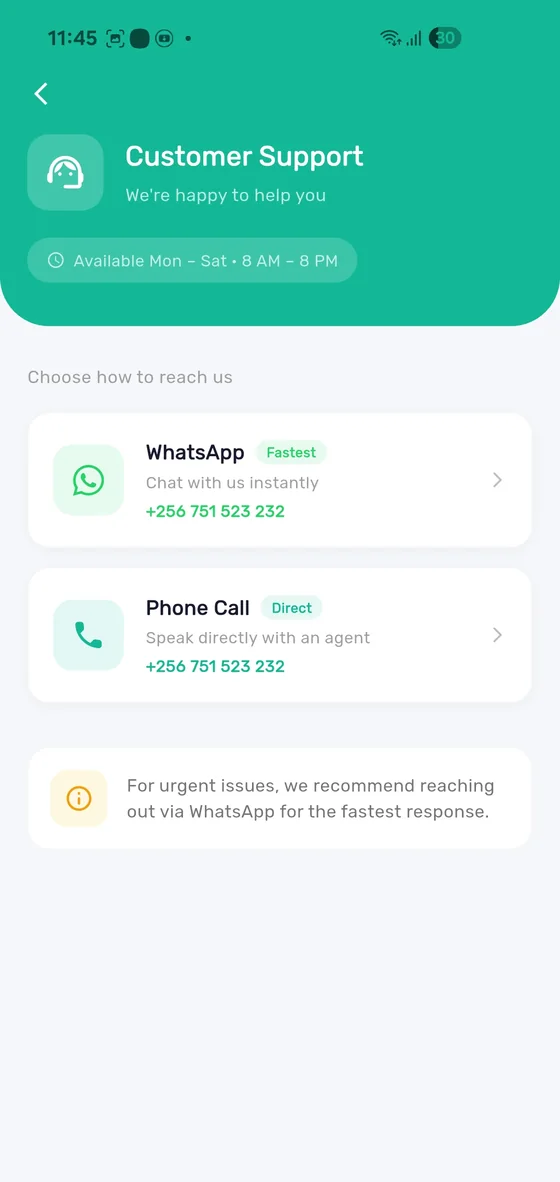 11:45
30
Customer Support
We're happy to help you
Available Mon – Sat • 8 AM – 8 PM
Choose how to reach us
WhatsApp Fastest
Chat with us instantly
+256 751 523 232
Phone Call Direct
Speak directly with an agent
+256 751 523 232
For urgent issues, we recommend reaching
out via WhatsApp for the fastest response.